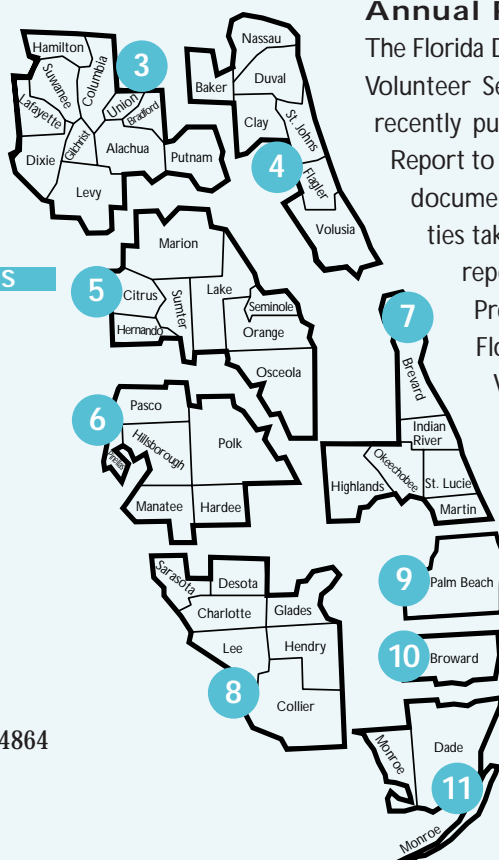 Annual
The Florida D
Volunteer Se
recently pu
Report to
docume
ties tak
repo
Pro
Flo
V
S
4864
3
Hamilton
Suwanee
Columbia
Lafayette
Union
Bradford
Gilchrist
Dixie
Alachua
Putnam
Levy
4
Nassau
Baker
Duval
Clay
St. Johns
Flagler
Volusia
5
Marion
Citrus
Sumter
Lake
Hernando
Seminole
Orange
Osceola
6
Pasco
Hillsborough
Pinellas
Polk
Manatee
Hardee
7
Brevard
Indian
River
Okeechobee
Highlands
St. Lucie
Martin
8
Sarasota
Desota
Charlotte
Glades
Lee
Hendry
Collier
9
Palm Beach
10
Broward
11
Monroe
Dade
Monroe